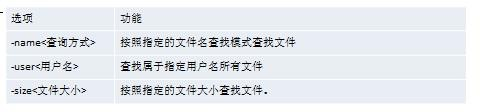 选项 功能
-name<查询方式> 按照指定的文件名查找模式查找文件
-user<用户名> 查找属于指定用户名所有文件
-size<文件大小> 按照指定的文件大小查找文件。